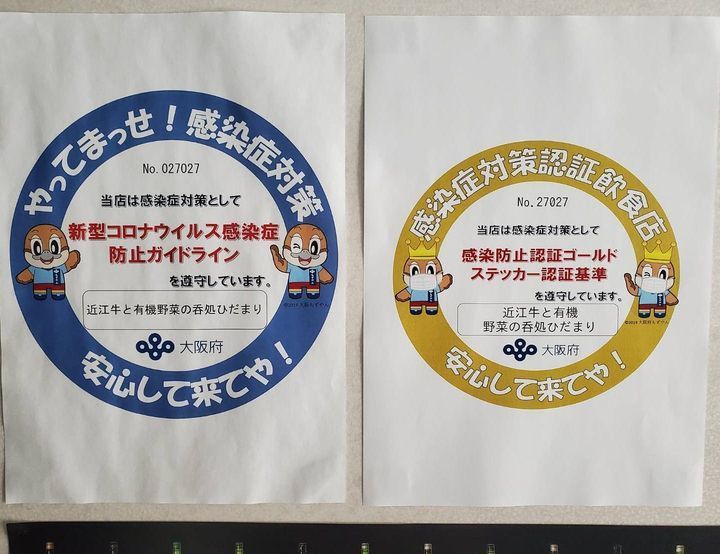 やってまっせ！感染症対策
No. 027027
当店は感染症対策として
新型コロナウイルス感染症
防止ガイドライン
を遵守しています。
近江牛と有機野菜の呑処ひだまり
大阪府
安心して来てや！
感染症対策認証飲食店
No. 27027
当店は感染症対策として
感染防止認証ゴールド
ステッカー認証基準
を遵守しています。
近江牛と有機
野菜の呑処ひだまり
大阪府
安心して来てや！